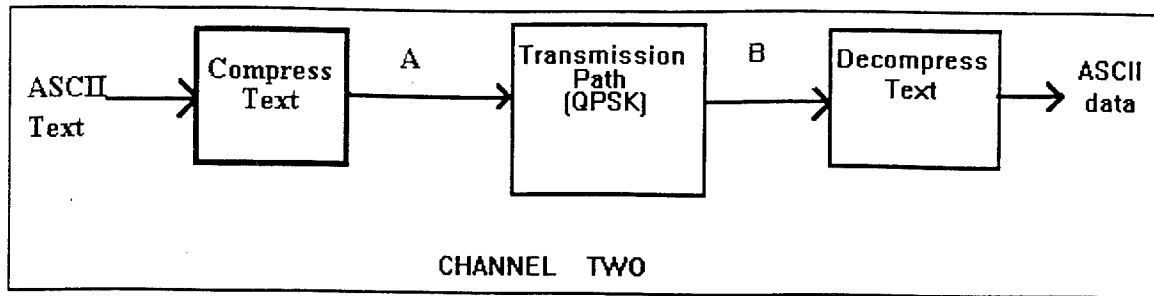 ASCII
Text
Compress
Text
A
Transmission
Path
(QPSK)
B
Decompress
Text
ASCII
data
CHANNEL TWO